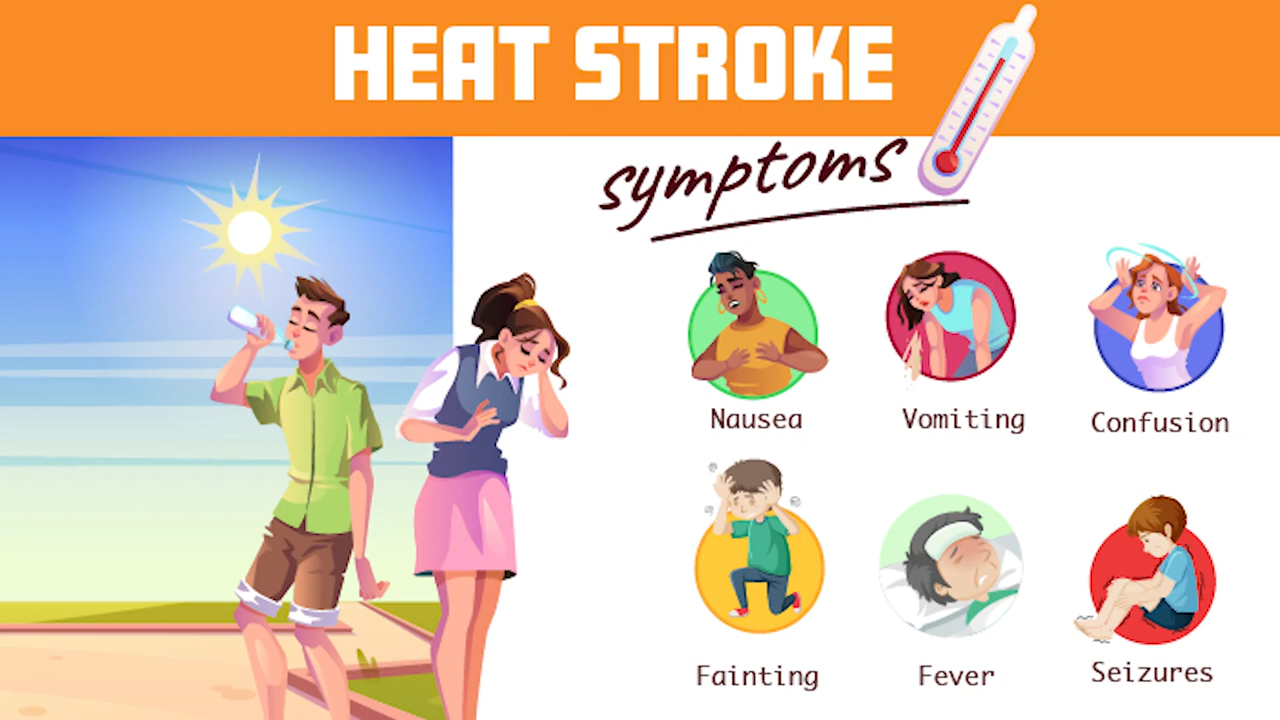 HEAT STROKE
symptoms
Nausea
Vomiting
Confusion
Fainting
Fever
Seizures